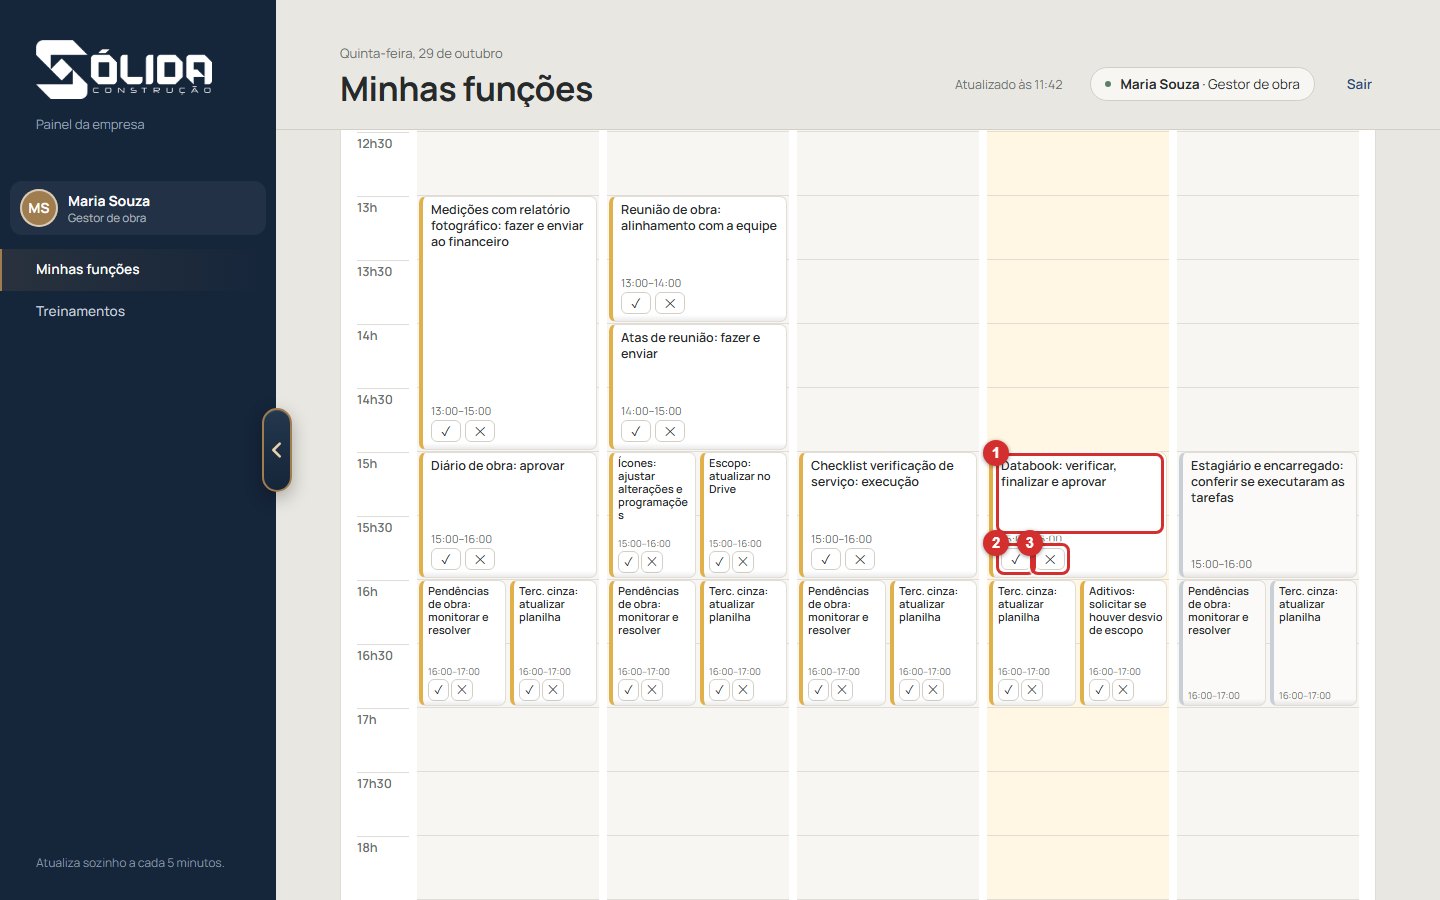 SÓLIDA
CONSTRUÇÃO
Painel da empresa
MS
Maria Souza
Gestor de obra
Minhas funções
Treinamentos
Atualiza sozinho a cada 5 minutos.
Quinta-feira, 29 de outubro
Minhas funções
Atualizado às 11:42
Maria Souza · Gestor de obra
Sair
12h30
13h
13h30
14h
14h30
15h
15h30
16h
16h30
17h
17h30
18h
Medições com relatório
fotográfico: fazer e enviar
ao financeiro
13:00–15:00
Diário de obra: aprovar
15:00–16:00
Pendências
de obra:
monitorar e
resolver
16:00–17:00
Terc. cinza:
atualizar
planilha
16:00–17:00
Reunião de obra:
alinhamento com a equipe
13:00–14:00
Atas de reunião: fazer e
enviar
14:00–15:00
Ícones:
ajustar
alterações e
programaçõe
s
15:00–16:00
Escopo:
atualizar no
Drive
15:00–16:00
Pendências
de obra:
monitorar e
resolver
16:00–17:00
Terc. cinza:
atualizar
planilha
16:00–17:00
Checklist verificação de
serviço: execução
15:00–16:00
Pendências
de obra:
monitorar e
resolver
16:00–17:00
Terc. cinza:
atualizar
planilha
16:00–17:00
1
Databook: verificar,
finalizar e aprovar
2
3
Terc. cinza:
atualizar
planilha
16:00–17:00
Aditivos:
solicitar se
houver desvio
de escopo
16:00–17:00
Estagiário e encarregado:
conferir se executaram as
tarefas
15:00–16:00
Pendências
de obra:
monitorar e
resolver
16:00–17:00
Terc. cinza:
atualizar
planilha
16:00–17:00